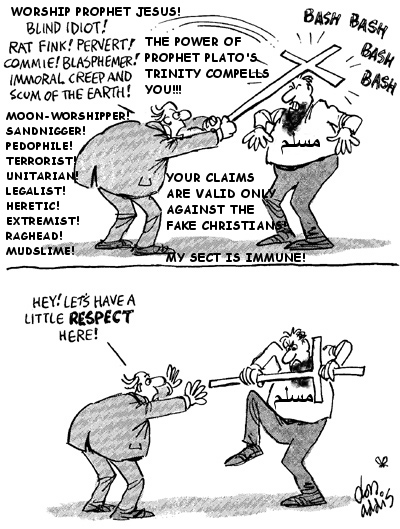 WORSHIP PROPHET JESUS!
BLIND IDIOT!
RAT FINK! PERVERT!
COMMIE! BLASPHEMER!
IMMORAL CREEP AND
SCUM OF THE EARTH!
MOON-WORSHIPPER!
SANDNIGGER!
PEDOPHILE!
TERRORIST!
UNITARIAN!
LEGALIST!
HERETIC!
EXTREMIST!
RAGHEAD!
MUDSLIME!
THE POWER OF
PROPHET PLATO'S
TRINITY COMPELLS
YOU!!!
BASH BASH
BASH
BASH
مسلم
YOUR CLAIMS
ARE VALID ONLY
AGAINST THE
FAKE CHRISTIANS!
MY SECT IS IMMUNE!
HEY! LET'S HAVE A
LITTLE RESPECT
HERE!
مسلم
don
addis